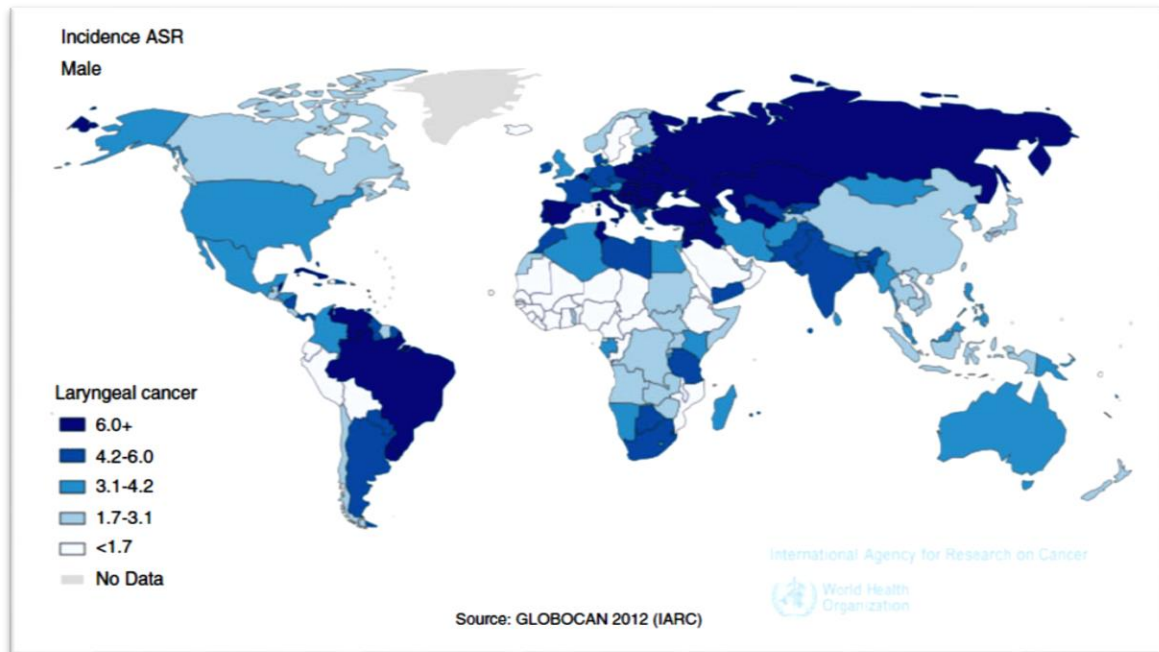 Incidence ASR
Male
Laryngeal cancer
6.0+
4.2-6.0
3.1-4.2
1.7-3.1
<1.7
No Data
International Agency for Research on Cancer
World Health
Organization
Source: GLOBOCAN 2012 (IARC)